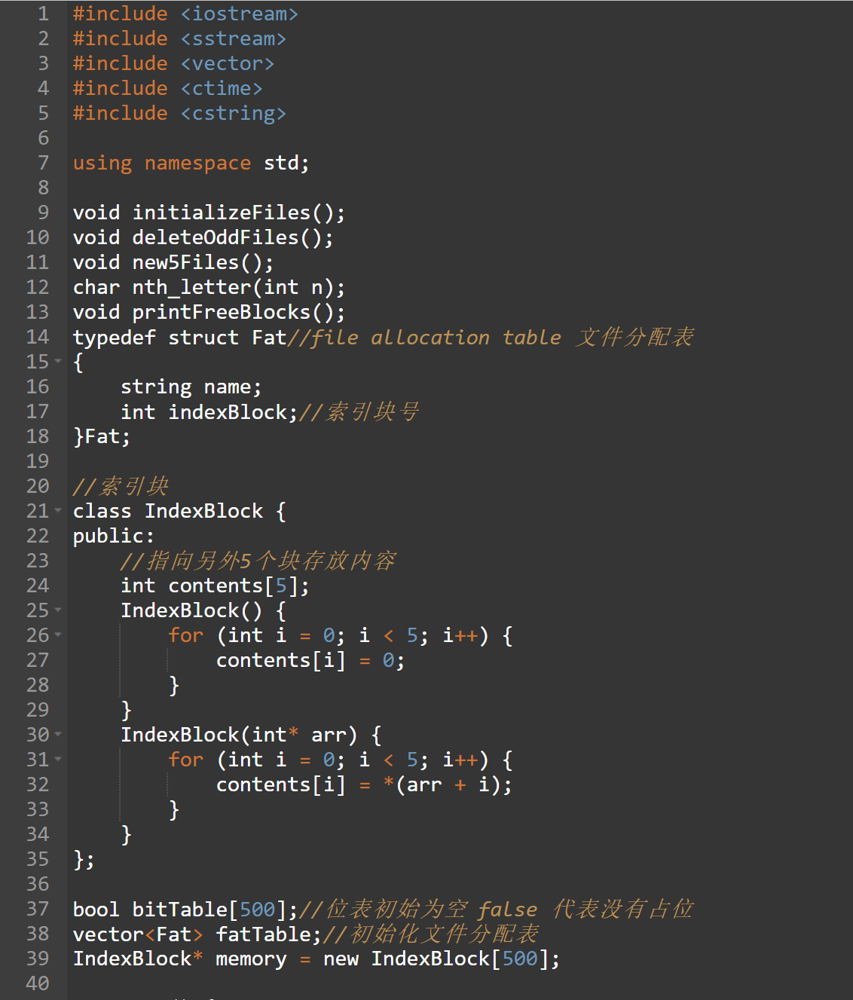 1 #include <iostream>
2 #include <sstream>
3 #include <vector>
4 #include <ctime>
5 #include <cstring>
6
7 using namespace std;
8
9 void initializeFiles();
10 void deleteOddFiles();
11 void new5Files();
12 char nth_letter(int n);
13 void printFreeBlocks();
14 typedef struct Fat//file allocation table 文件分配表
15 {
16     string name;
17     int indexBlock;//索引块号
18 }Fat;
19
20 //索引块
21 class IndexBlock {
22 public:
23     //指向另外5个块存放内容
24     int contents[5];
25     IndexBlock() {
26         for (int i = 0; i < 5; i++) {
27             contents[i] = 0;
28         }
29     }
30     IndexBlock(int* arr) {
31         for (int i = 0; i < 5; i++) {
32             contents[i] = *(arr + i);
33         }
34     }
35 };
36
37 bool bitTable[500];//位表初始为空 false 代表没有占位
38 vector<Fat> fatTable;//初始化文件分配表
39 IndexBlock* memory = new IndexBlock[500];
40